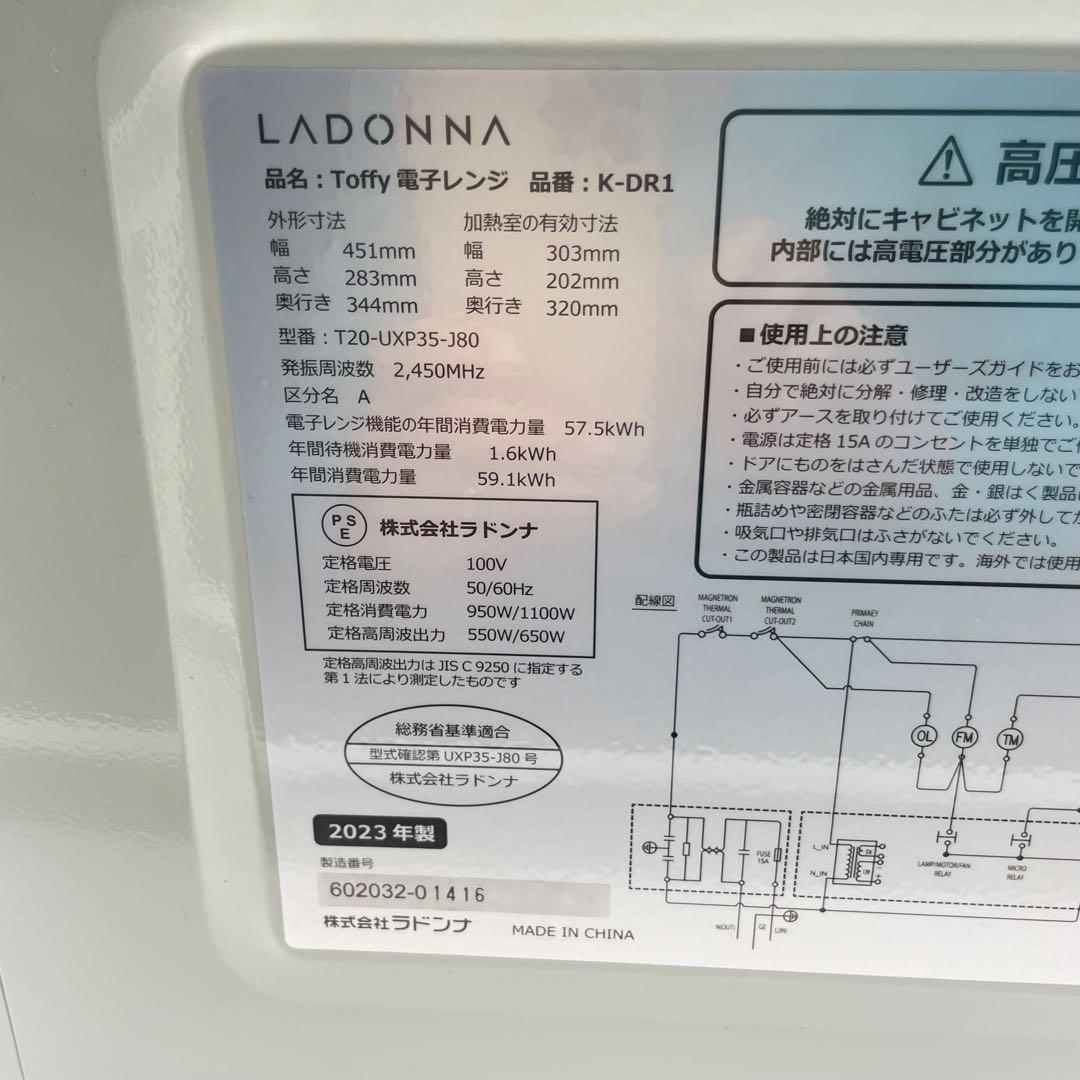 LADONNA
品名：Toffy 電子レンジ 品番：K-DR1
外形寸法 加熱室の有効寸法
幅 451mm 幅 303mm
高さ 283mm 高さ 202mm
奥行き 344mm 奥行き 320mm
型番：T20-UXP35-J80
発振周波数 2,450MHz
区分名 A
電子レンジ機能の年間消費電力量 57.5kWh
年間待機消費電力量 1.6kWh
年間消費電力量 59.1kWh
PSE 株式会社ラドンナ
定格電圧 100V
定格周波数 50/60Hz
定格消費電力 950W/1100W
定格高周波出力 550W/650W
定格高周波出力は JIS C 9250 に指定する
第1法により測定したものです
総務省基準適合
型式確認第 UXP35-J80 号
株式会社ラドンナ
2023 年製
製造番号
602032-01416
株式会社ラドンナ MADE IN CHINA
高圧
絶対にキャビネットを開
内部には高電圧部分があり
■使用上の注意
・ご使用前には必ずユーザーズガイドをお
・自分で絶対に分解・修理・改造をしない
・必ずアースを取り付けてご使用ください。
・電源は定格 15A のコンセントを単独でご
・ドアにものをはさんだ状態で使用しないで
・金属容器などの金属用品、金・銀はく製品
・瓶詰めや密閉容器などのふたは必ず外して
・吸気口や排気口はふさがないでください。
・この製品は日本国内専用です。海外では使用
配線図
MAGNETRON THERMAL CUT-OUT1
MAGNETRON THERMAL CUT-OUT2
PRIMAEY CHAIN
OL FM TM
FUSE 15A
L_IN
N_IN
5V
12V
LAMP/MOTOR/FAN RELAY
MICRO RELAY
N(OUT) GE L(IN)